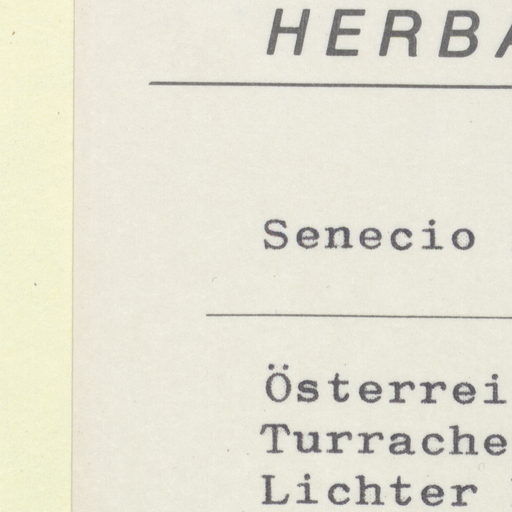 HERBA
Senecio
Österrei
Turrache
Lichter